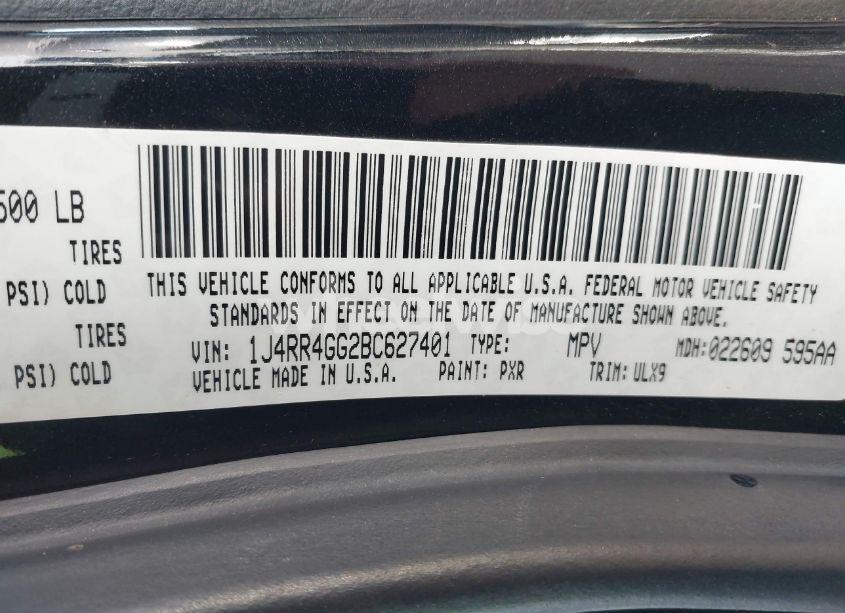 500 LB
TIRES
PSI) COLD
TIRES
PSI) COLD
THIS VEHICLE CONFORMS TO ALL APPLICABLE U.S.A. FEDERAL MOTOR VEHICLE SAFETY
STANDARDS IN EFFECT ON THE DATE OF MANUFACTURE SHOWN ABOVE.
VIN: 1J4RR4GG2BC627401 TYPE: MPV MDH:022609 595AA
VEHICLE MADE IN U.S.A. PAINT: PXR TRIM: ULX9